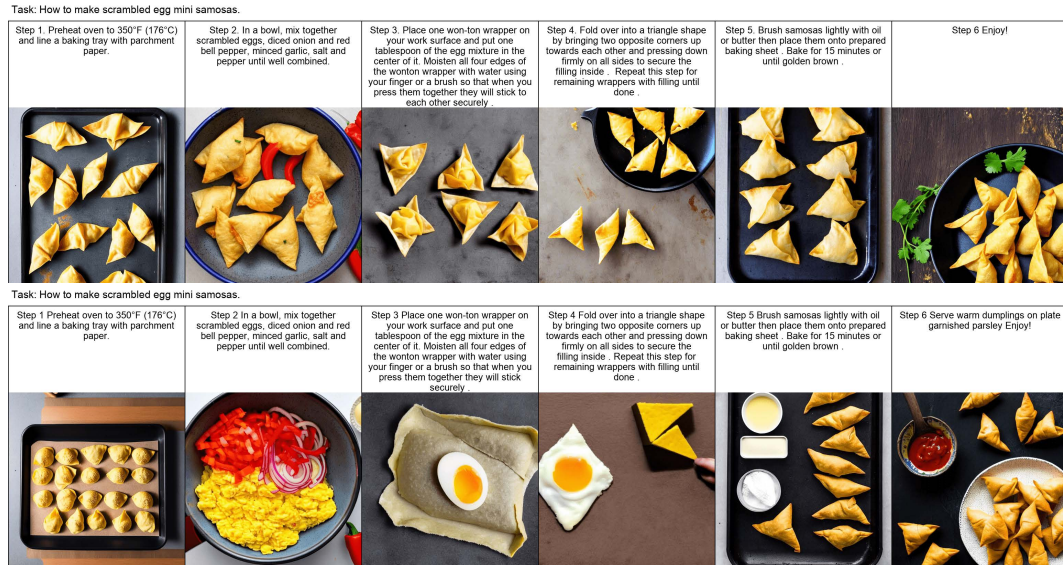 Task: How to make scrambled egg mini samosas.
Step 1. Preheat oven to 350°F (176°C)
and line a baking tray with parchment
paper.
Step 2. In a bowl, mix together
scrambled eggs, diced onion and red
bell pepper, minced garlic, salt and
pepper until well combined.
Step 3. Place one won-ton wrapper on
your work surface and put one
tablespoon of the egg mixture in the
center of it. Moisten all four edges of
the wonton wrapper with water using
your finger or a brush so that when you
press them together they will stick to
each other securely .
Step 4. Fold over into a triangle shape
by bringing two opposite corners up
towards each other and pressing down
firmly on all sides to secure the
filling inside . Repeat this step for
remaining wrappers with filling until
done .
Step 5. Brush samosas lightly with oil
or butter then place them onto prepared
baking sheet . Bake for 15 minutes or
until golden brown .
Step 6 Enjoy!
Task: How to make scrambled egg mini samosas.
Step 1 Preheat oven to 350°F (176°C)
and line a baking tray with parchment
paper.
Step 2 In a bowl, mix together
scrambled eggs, diced onion and red
bell pepper, minced garlic, salt and
pepper until well combined.
Step 3 Place one won-ton wrapper on
your work surface and put one
tablespoon of the egg mixture in the
center of it. Moisten all four edges of
the wonton wrapper with water using
your finger or a brush so that when you
press them together they will stick
securely .
Step 4 Fold over into a triangle shape
by bringing two opposite corners up
towards each other and pressing down
firmly on all sides to secure the
filling inside . Repeat this step for
remaining wrappers with filling until
done .
Step 5 Brush samosas lightly with oil
or butter then place them onto prepared
baking sheet . Bake for 15 minutes or
until golden brown .
Step 6 Serve warm dumplings on plate
garnished parsley Enjoy!